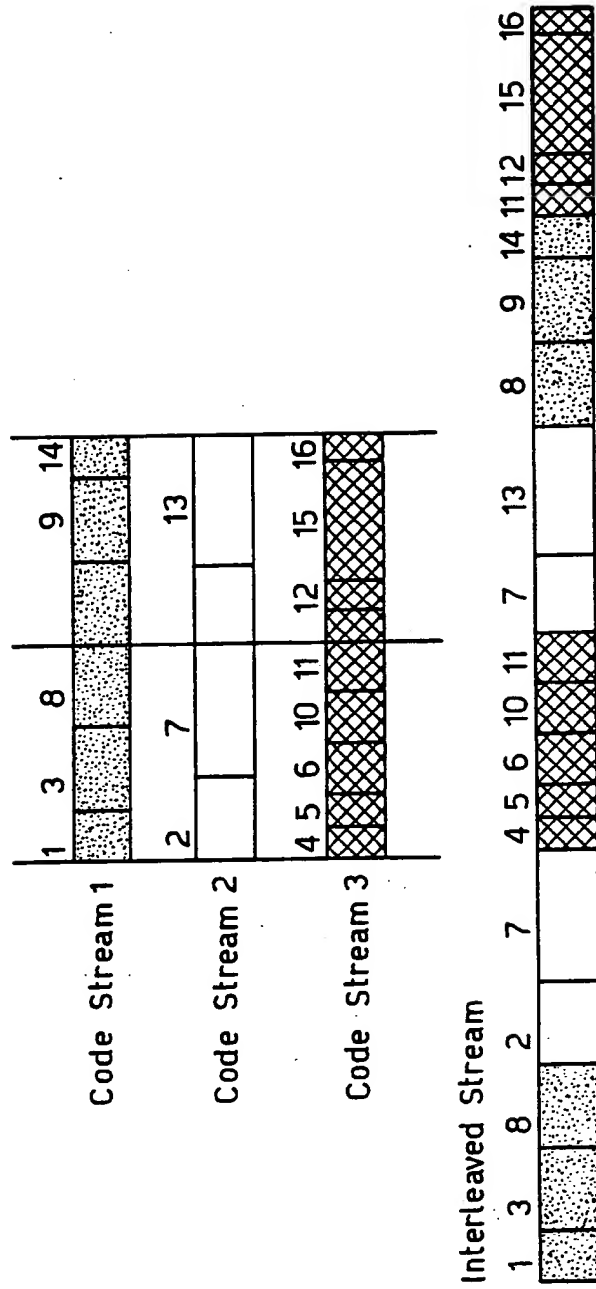 1 3 8 9 14
Code Stream 1
2 7 13
Code Stream 2
4 5 6 10 11 12 15 16
Code Stream 3
Interleaved Stream
1 3 8 2 7 4 5 6 10 11 7 13 8 9 14 11 12 15 16